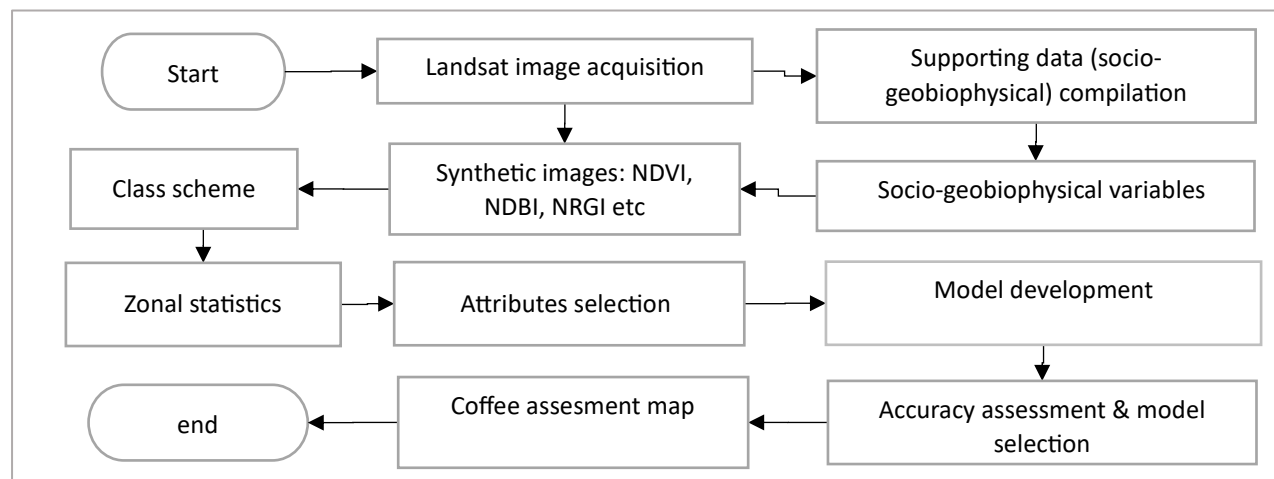 Start
Landsat image acquisition
Supporting data (socio-
geobiophysical) compilation
Class scheme
Synthetic images: NDVI,
NDBI, NRGI etc
Socio-geobiophysical variables
Zonal statistics
Attributes selection
Model development
end
Coffee assesment map
Accuracy assessment & model
selection